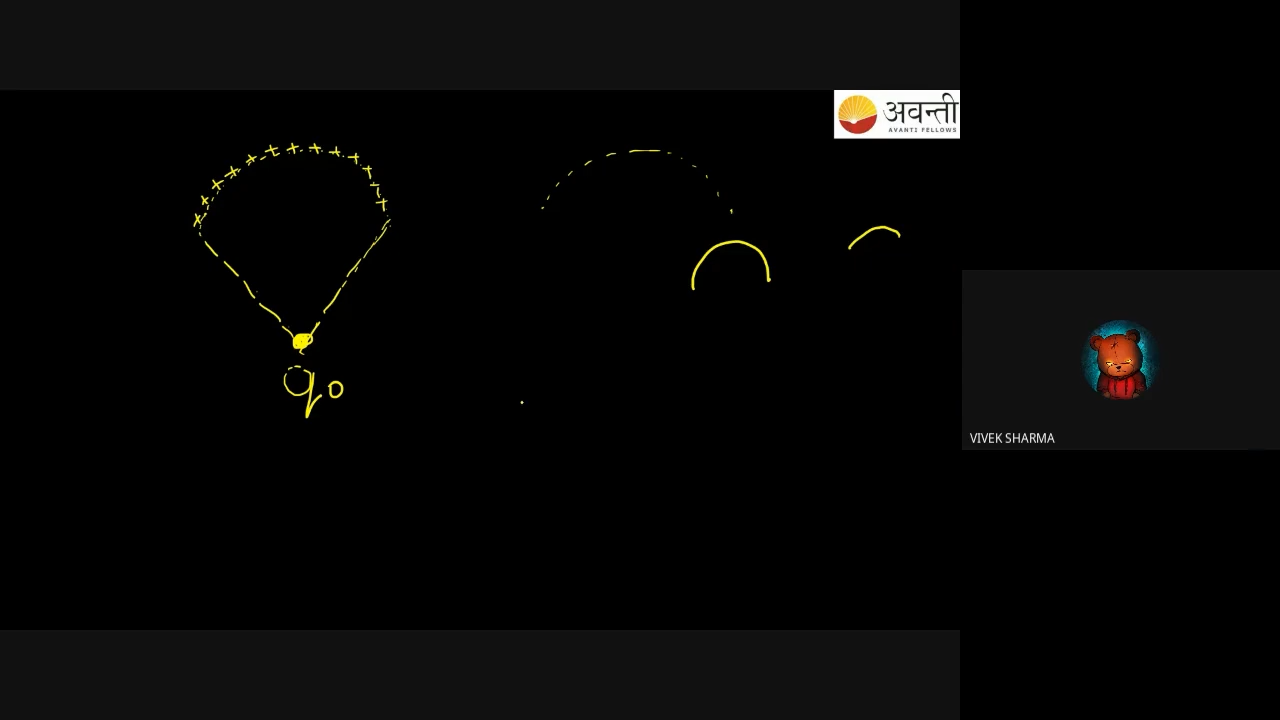 अवन्ती
AVANTI FELLOWS
+ + + + + + + + + + + + +
q0
VIVEK SHARMA